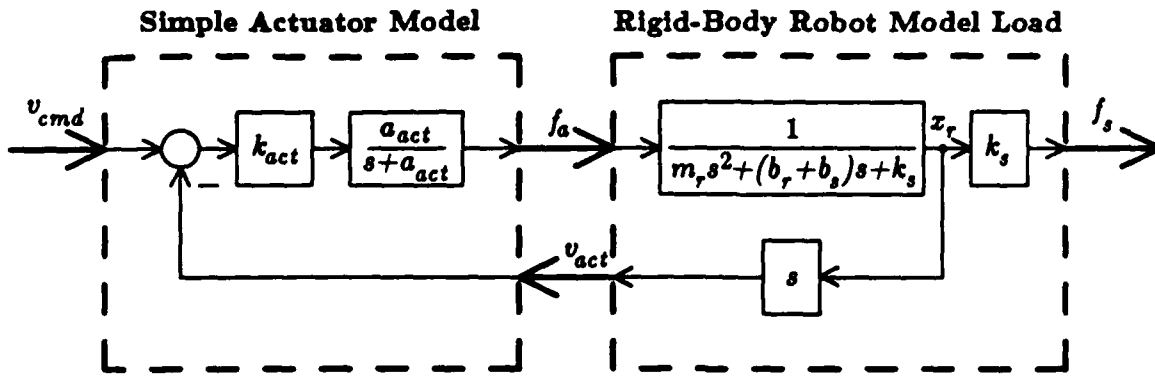 Simple Actuator Model
Rigid-Body Robot Model Load
v_cmd
k_act
a_act
s+a_act
f_a
1
m_r s²+(b_r+b_s)s+k_s
x_r
k_s
f_s
−
v_act
s